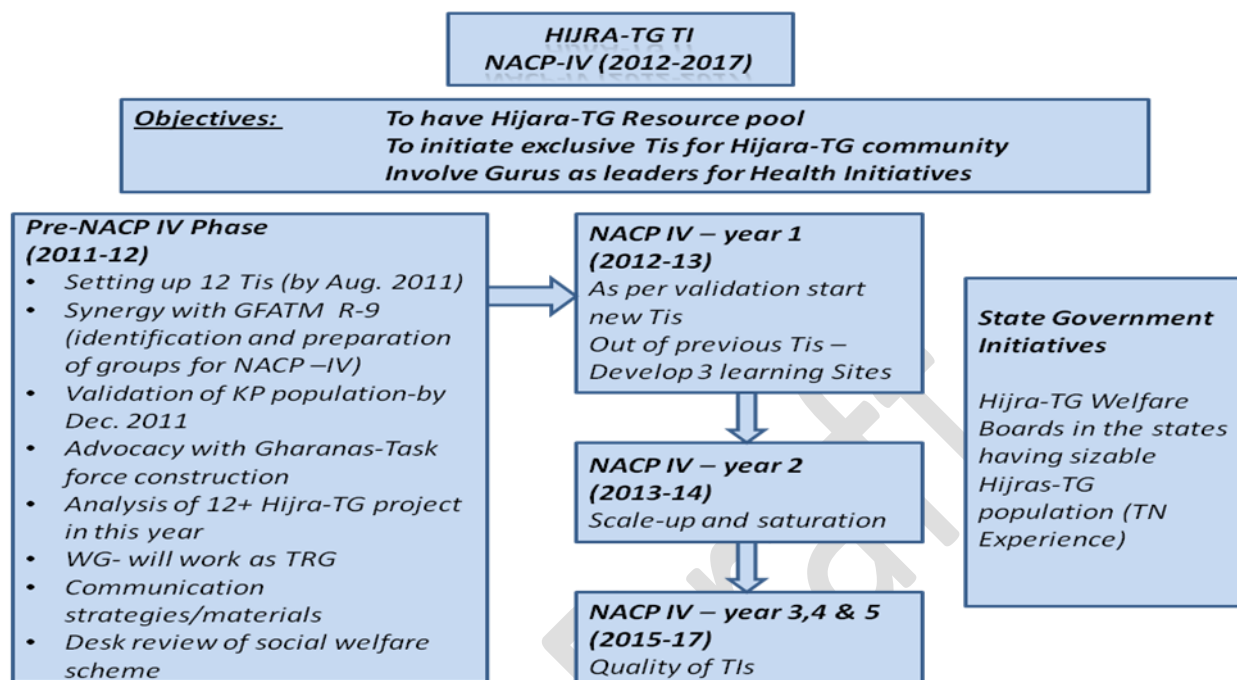 HIJRA-TG TI
NACP-IV (2012-2017)
Objectives: To have Hijara-TG Resource pool
To initiate exclusive Tis for Hijara-TG community
Involve Gurus as leaders for Health Initiatives
Pre-NACP IV Phase
(2011-12)
• Setting up 12 Tis (by Aug. 2011)
• Synergy with GFATM R-9
(identification and preparation
of groups for NACP –IV)
• Validation of KP population-by
Dec. 2011
• Advocacy with Gharanas-Task
force construction
• Analysis of 12+ Hijra-TG project
in this year
• WG- will work as TRG
• Communication
strategies/materials
• Desk review of social welfare
scheme
NACP IV – year 1
(2012-13)
As per validation start
new Tis
Out of previous Tis –
Develop 3 learning Sites
NACP IV – year 2
(2013-14)
Scale-up and saturation
NACP IV – year 3,4 & 5
(2015-17)
Quality of TIs
State Government
Initiatives
Hijra-TG Welfare
Boards in the states
having sizable
Hijras-TG
population (TN
Experience)